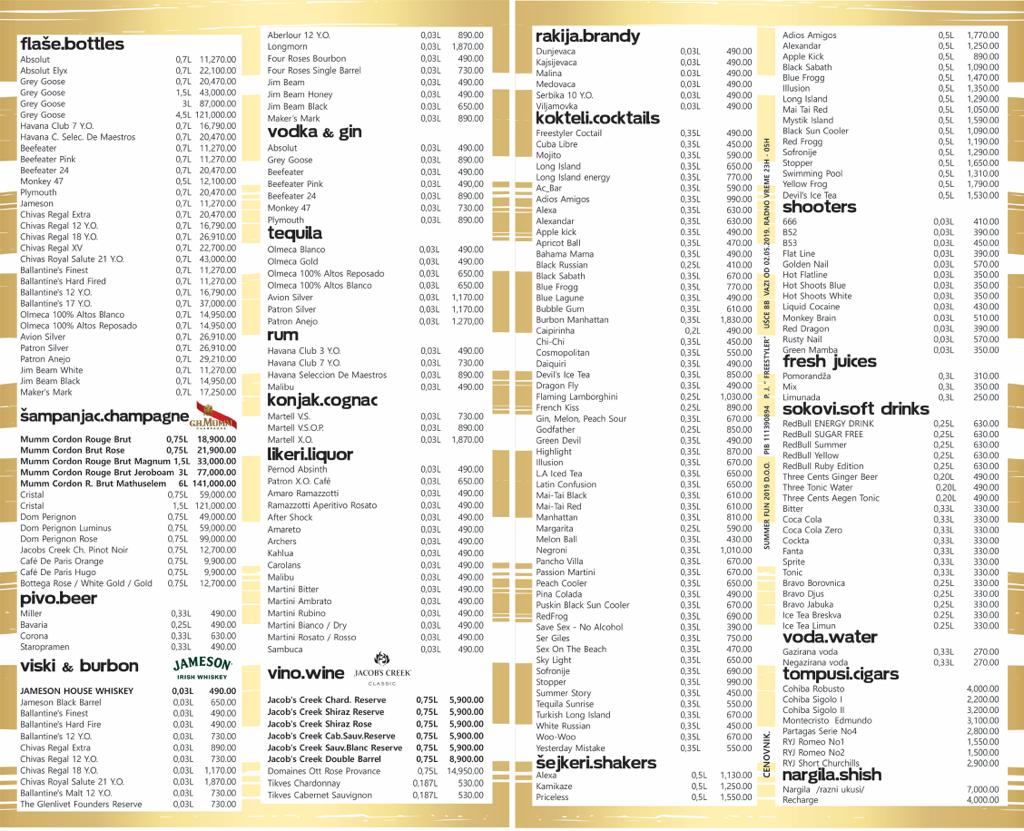 flaše.bottles
Absolut 0,7L 11,270.00
Absolut Elyx 0,7L 22,100.00
Grey Goose 0,7L 20,470.00
Grey Goose 1,5L 43,000.00
Grey Goose 3L 87,000.00
Grey Goose 4,5L 121,000.00
Havana Club 7 Y.O. 0,7L 16,790.00
Havana C. Selec. De Maestros 0,7L 20,470.00
Beefeater 0,7L 11,270.00
Beefeater Pink 0,7L 11,270.00
Beefeater 24 0,7L 20,470.00
Monkey 47 0,5L 12,100.00
Plymouth 0,7L 20,470.00
Jameson 0,7L 11,270.00
Chivas Regal Extra 0,7L 20,470.00
Chivas Regal 12 Y.O. 0,7L 16,790.00
Chivas Regal 18 Y.O. 0,7L 26,910.00
Chivas Regal XV 0,7L 22,700.00
Chivas Royal Salute 21 Y.O. 0,7L 43,000.00
Ballantine's Finest 0,7L 11,270.00
Ballantine's Hard Fired 0,7L 11,270.00
Ballantine's 12 Y.O. 0,7L 16,790.00
Ballantine's 17 Y.O. 0,7L 37,000.00
Olmeca 100% Altos Blanco 0,7L 14,950.00
Olmeca 100% Altos Reposado 0,7L 14,950.00
Avion Silver 0,7L 26,910.00
Patron Silver 0,7L 26,910.00
Patron Anejo 0,7L 29,210.00
Jim Beam White 0,7L 11,270.00
Jim Beam Black 0,7L 14,950.00
Maker's Mark 0,7L 17,250.00
šampanjac.champagne G.H.MUMM
Mumm Cordon Rouge Brut 0,75L 18,900.00
Mumm Cordon Brut Rose 0,75L 21,900.00
Mumm Cordon Rouge Brut Magnum 1,5L 33,000.00
Mumm Cordon Rouge Brut Jeroboam 3L 77,000.00
Mumm Cordon R. Brut Mathuselem 6L 141,000.00
Cristal 0,75L 59,000.00
Cristal 1,5L 121,000.00
Dom Perignon 0,75L 49,000.00
Dom Perignon Luminus 0,75L 59,000.00
Dom Perignon Rose 0,75L 99,000.00
Jacobs Creek Ch. Pinot Noir 0,75L 12,700.00
Café De Paris Orange 0,75L 9,900.00
Café De Paris Hugo 0,75L 9,900.00
Bottega Rose / White Gold / Gold 0,75L 12,700.00
pivo.beer
Miller 0,33L 490.00
Bavaria 0,25L 490.00
Corona 0,33L 630.00
Staropramen 0,33L 490.00
viski & burbon JAMESON
IRISH WHISKEY
JAMESON HOUSE WHISKEY 0,03L 490.00
Jameson Black Barrel 0,03L 650.00
Ballantine's Finest 0,03L 490.00
Ballantine's Hard Fire 0,03L 490.00
Ballantine's 12 Y.O. 0,03L 730.00
Chivas Regal Extra 0,03L 890.00
Chivas Regal 12 Y.O. 0,03L 730.00
Chivas Regal 18 Y.O. 0,03L 1,170.00
Chivas Royal Salute 21 Y.O. 0,03L 1,870.00
Ballantine's Malt 12 Y.O. 0,03L 730.00
The Glenlivet Founders Reserve 0,03L 730.00
Aberlour 12 Y.O. 0,03L 890.00
Longmorn 0,03L 1,870.00
Four Roses Bourbon 0,03L 490.00
Four Roses Single Barrel 0,03L 730.00
Jim Beam 0,03L 490.00
Jim Beam Honey 0,03L 490.00
Jim Beam Black 0,03L 650.00
Maker's Mark 0,03L 890.00
vodka & gin
Absolut 0,03L 490.00
Grey Goose 0,03L 890.00
Beefeater 0,03L 490.00
Beefeater Pink 0,03L 490.00
Beefeater 24 0,03L 890.00
Monkey 47 0,03L 730.00
Plymouth 0,03L 890.00
tequila
Olmeca Blanco 0,03L 490.00
Olmeca Gold 0,03L 490.00
Olmeca 100% Altos Reposado 0,03L 650.00
Olmeca 100% Altos Blanco 0,03L 650.00
Avion Silver 0,03L 1,170.00
Patron Silver 0,03L 1,170.00
Patron Anejo 0,03L 1.270,00
rum
Havana Club 3 Y.O. 0,03L 490.00
Havana Club 7 Y.O. 0,03L 730.00
Havana Seleccion De Maestros 0,03L 890.00
Malibu 0,03L 490.00
konjak.cognac
Martell V.S. 0,03L 730.00
Martell V.S.O.P. 0,03L 890.00
Martell X.O. 0,03L 1,870.00
likeri.liquor
Pernod Absinth 0,03L 490.00
Patron X.O. Café 0,03L 650.00
Amaro Ramazzotti 0,03L 490.00
Ramazzotti Aperitivo Rosato 0,03L 490.00
After Shock 0,03L 490.00
Amareto 0,03L 490.00
Archers 0,03L 490.00
Kahlua 0,03L 490.00
Carolans 0,03L 490.00
Malibu 0,03L 490.00
Martini Bitter 0,03L 490.00
Martini Ambrato 0,03L 490.00
Martini Rubino 0,03L 490.00
Martini Bianco / Dry 0,03L 490.00
Martini Rosato / Rosso 0,03L 490.00
Sambuca 0,03L 490.00
vino.wine JACOB'S CREEK
CLASSIC
Jacob's Creek Chard. Reserve 0,75L 5,900.00
Jacob's Creek Shiraz Reserve 0,75L 5,900.00
Jacob's Creek Shiraz Rose 0,75L 5,900.00
Jacob's Creek Cab.Sauv.Reserve 0,75L 5,900.00
Jacob's Creek Sauv.Blanc Reserve 0,75L 5,900.00
Jacob's Creek Double Barrel 0,75L 8,900.00
Domaines Ott Rose Provance 0,75L 14,950.00
Tikves Chardonnay 0,187L 530.00
Tikves Cabernet Sauvignon 0,187L 530.00
rakija.brandy
Dunjevaca 0,03L 490.00
Kajsijevaca 0,03L 490.00
Malina 0,03L 490.00
Medovaca 0,03L 490.00
Serbika 10 Y.O. 0,03L 490.00
Viljamovka 0,03L 490.00
kokteli.cocktails
Freestyler Coctail 0,35L 490.00
Cuba Libre 0,35L 450.00
Mojito 0,35L 590.00
Long Island 0,35L 650.00
Long Island energy 0,35L 770.00
Ac_Bar 0,35L 590.00
Adios Amigos 0,35L 990.00
Alexa 0,35L 630.00
Alexandar 0,35L 630.00
Apple kick 0,35L 490.00
Apricot Ball 0,35L 470.00
Bahama Mama 0,35L 490.00
Black Russian 0,25L 410.00
Black Sabath 0,35L 670.00
Blue Frogg 0,35L 770.00
Blue Lagune 0,35L 490.00
Bubble Gum 0,35L 610.00
Burbon Manhattan 0,35L 1,830.00
Caipirinha 0,2L 490.00
Chi-Chi 0,35L 450.00
Cosmopolitan 0,35L 550.00
Daiquiri 0,35L 490.00
Devil's Ice Tea 0,35L 850.00
Dragon Fly 0,35L 490.00
Flaming Lamborghini 0,25L 1,030.00
French Kiss 0,25L 890.00
Gin, Melon, Peach Sour 0,35L 670.00
Godfather 0,25L 850.00
Green Devil 0,35L 490.00
Highlight 0,35L 870.00
Illusion 0,35L 670.00
L.A Iced Tea 0,35L 650.00
Latin Confusion 0,35L 650.00
Mai-Tai Black 0,35L 610.00
Mai-Tai Red 0,35L 610.00
Manhattan 0,35L 810.00
Margarita 0,25L 590.00
Melon Ball 0,35L 430.00
Negroni 0,35L 1,010.00
Pancho Villa 0,35L 670.00
Passion Martini 0,35L 670.00
Peach Cooler 0,35L 650.00
Pina Colada 0,35L 490.00
Puskin Black Sun Cooler 0,35L 670.00
RedFrog 0,35L 690.00
Save Sex - No Alcohol 0,35L 390.00
Ser Giles 0,35L 750.00
Sex On The Beach 0,35L 470.00
Sky Light 0,35L 650.00
Sofronije 0,35L 690.00
Stopper 0,35L 990.00
Summer Story 0,35L 450.00
Tequila Sunrise 0,35L 550.00
Turkish Long Island 0,35L 670.00
White Russian 0,35L 450.00
Woo-Woo 0,35L 670.00
Yesterday Mistake 0,35L 550.00
šejkeri.shakers
Alexa 0,5L 1,130.00
Kamikaze 0,5L 1,250.00
Priceless 0,5L 1,550.00
CENOVNIK. SUMMER FUN 2019 D.O.O. PIB 111390894 P. J. " FREESTYLER" UŠĆE BB VAZI OD 02.05.2019. RADNO VREME 23H - 05H
Adios Amigos 0,5L 1,770.00
Alexandar 0,5L 1,250.00
Apple Kick 0,5L 890.00
Black Sabath 0,5L 1,090.00
Blue Frogg 0,5L 1,470.00
Illusion 0,5L 1,350.00
Long Island 0,5L 1,290.00
Mai Tai Red 0,5L 1,050.00
Mystik Island 0,5L 1,590.00
Black Sun Cooler 0,5L 1,090.00
Red Frogg 0,5L 1,190.00
Sofronije 0,5L 1,290.00
Stopper 0,5L 1,650.00
Swimming Pool 0,5L 1,310.00
Yellow Frog 0,5L 1,790.00
Devil's Ice Tea 0,5L 1,530.00
shooters
666 0,03L 410.00
B52 0,03L 390.00
B53 0,03L 450.00
Flat Line 0,03L 390.00
Golden Nail 0,03L 570.00
Hot Flatline 0,03L 350.00
Hot Shoots Blue 0,03L 350.00
Hot Shoots White 0,03L 350.00
Liquid Cocaine 0,03L 430.00
Monkey Brain 0,03L 510.00
Red Dragon 0,03L 390.00
Rusty Nail 0,03L 570.00
Green Mamba 0,03L 350.00
fresh juices
Pomorandža 0,3L 310.00
Mix 0,3L 350.00
Limunada 0,3L 250.00
sokovi.soft drinks
RedBull ENERGY DRINK 0,25L 630.00
RedBull SUGAR FREE 0,25L 630.00
RedBull Summer 0,25L 630.00
RedBull Yellow 0,25L 630.00
RedBull Ruby Edition 0,25L 630.00
Three Cents Ginger Beer 0,20L 490.00
Three Tonic Water 0,20L 490.00
Three Cents Aegen Tonic 0,20L 490.00
Bitter 0,33L 330.00
Coca Cola 0,33L 330.00
Coca Cola Zero 0,33L 330.00
Cockta 0,33L 330.00
Fanta 0,33L 330.00
Sprite 0,33L 330.00
Tonic 0,33L 330.00
Bravo Borovnica 0,25L 330.00
Bravo Djus 0,25L 330.00
Bravo Jabuka 0,25L 330.00
Ice Tea Breskva 0,25L 330.00
Ice Tea Limun 0.25L 330.00
voda.water
Gazirana voda 0,33L 270.00
Negazirana voda 0,33L 270.00
tompusi.cigars
Cohiba Robusto 4,000.00
Cohiba Sigolo I 2,200.00
Cohiba Sigolo II 3,200.00
Montecristo Edmundo 3,100.00
Partagas Serie No4 2,800.00
RYJ Romeo No1 1,550.00
RYJ Romeo No2 1,500.00
RYJ Short Churchills 2,900.00
nargila.shish
Nargila /razni ukusi/ 7,000.00
Recharge 4,000.00